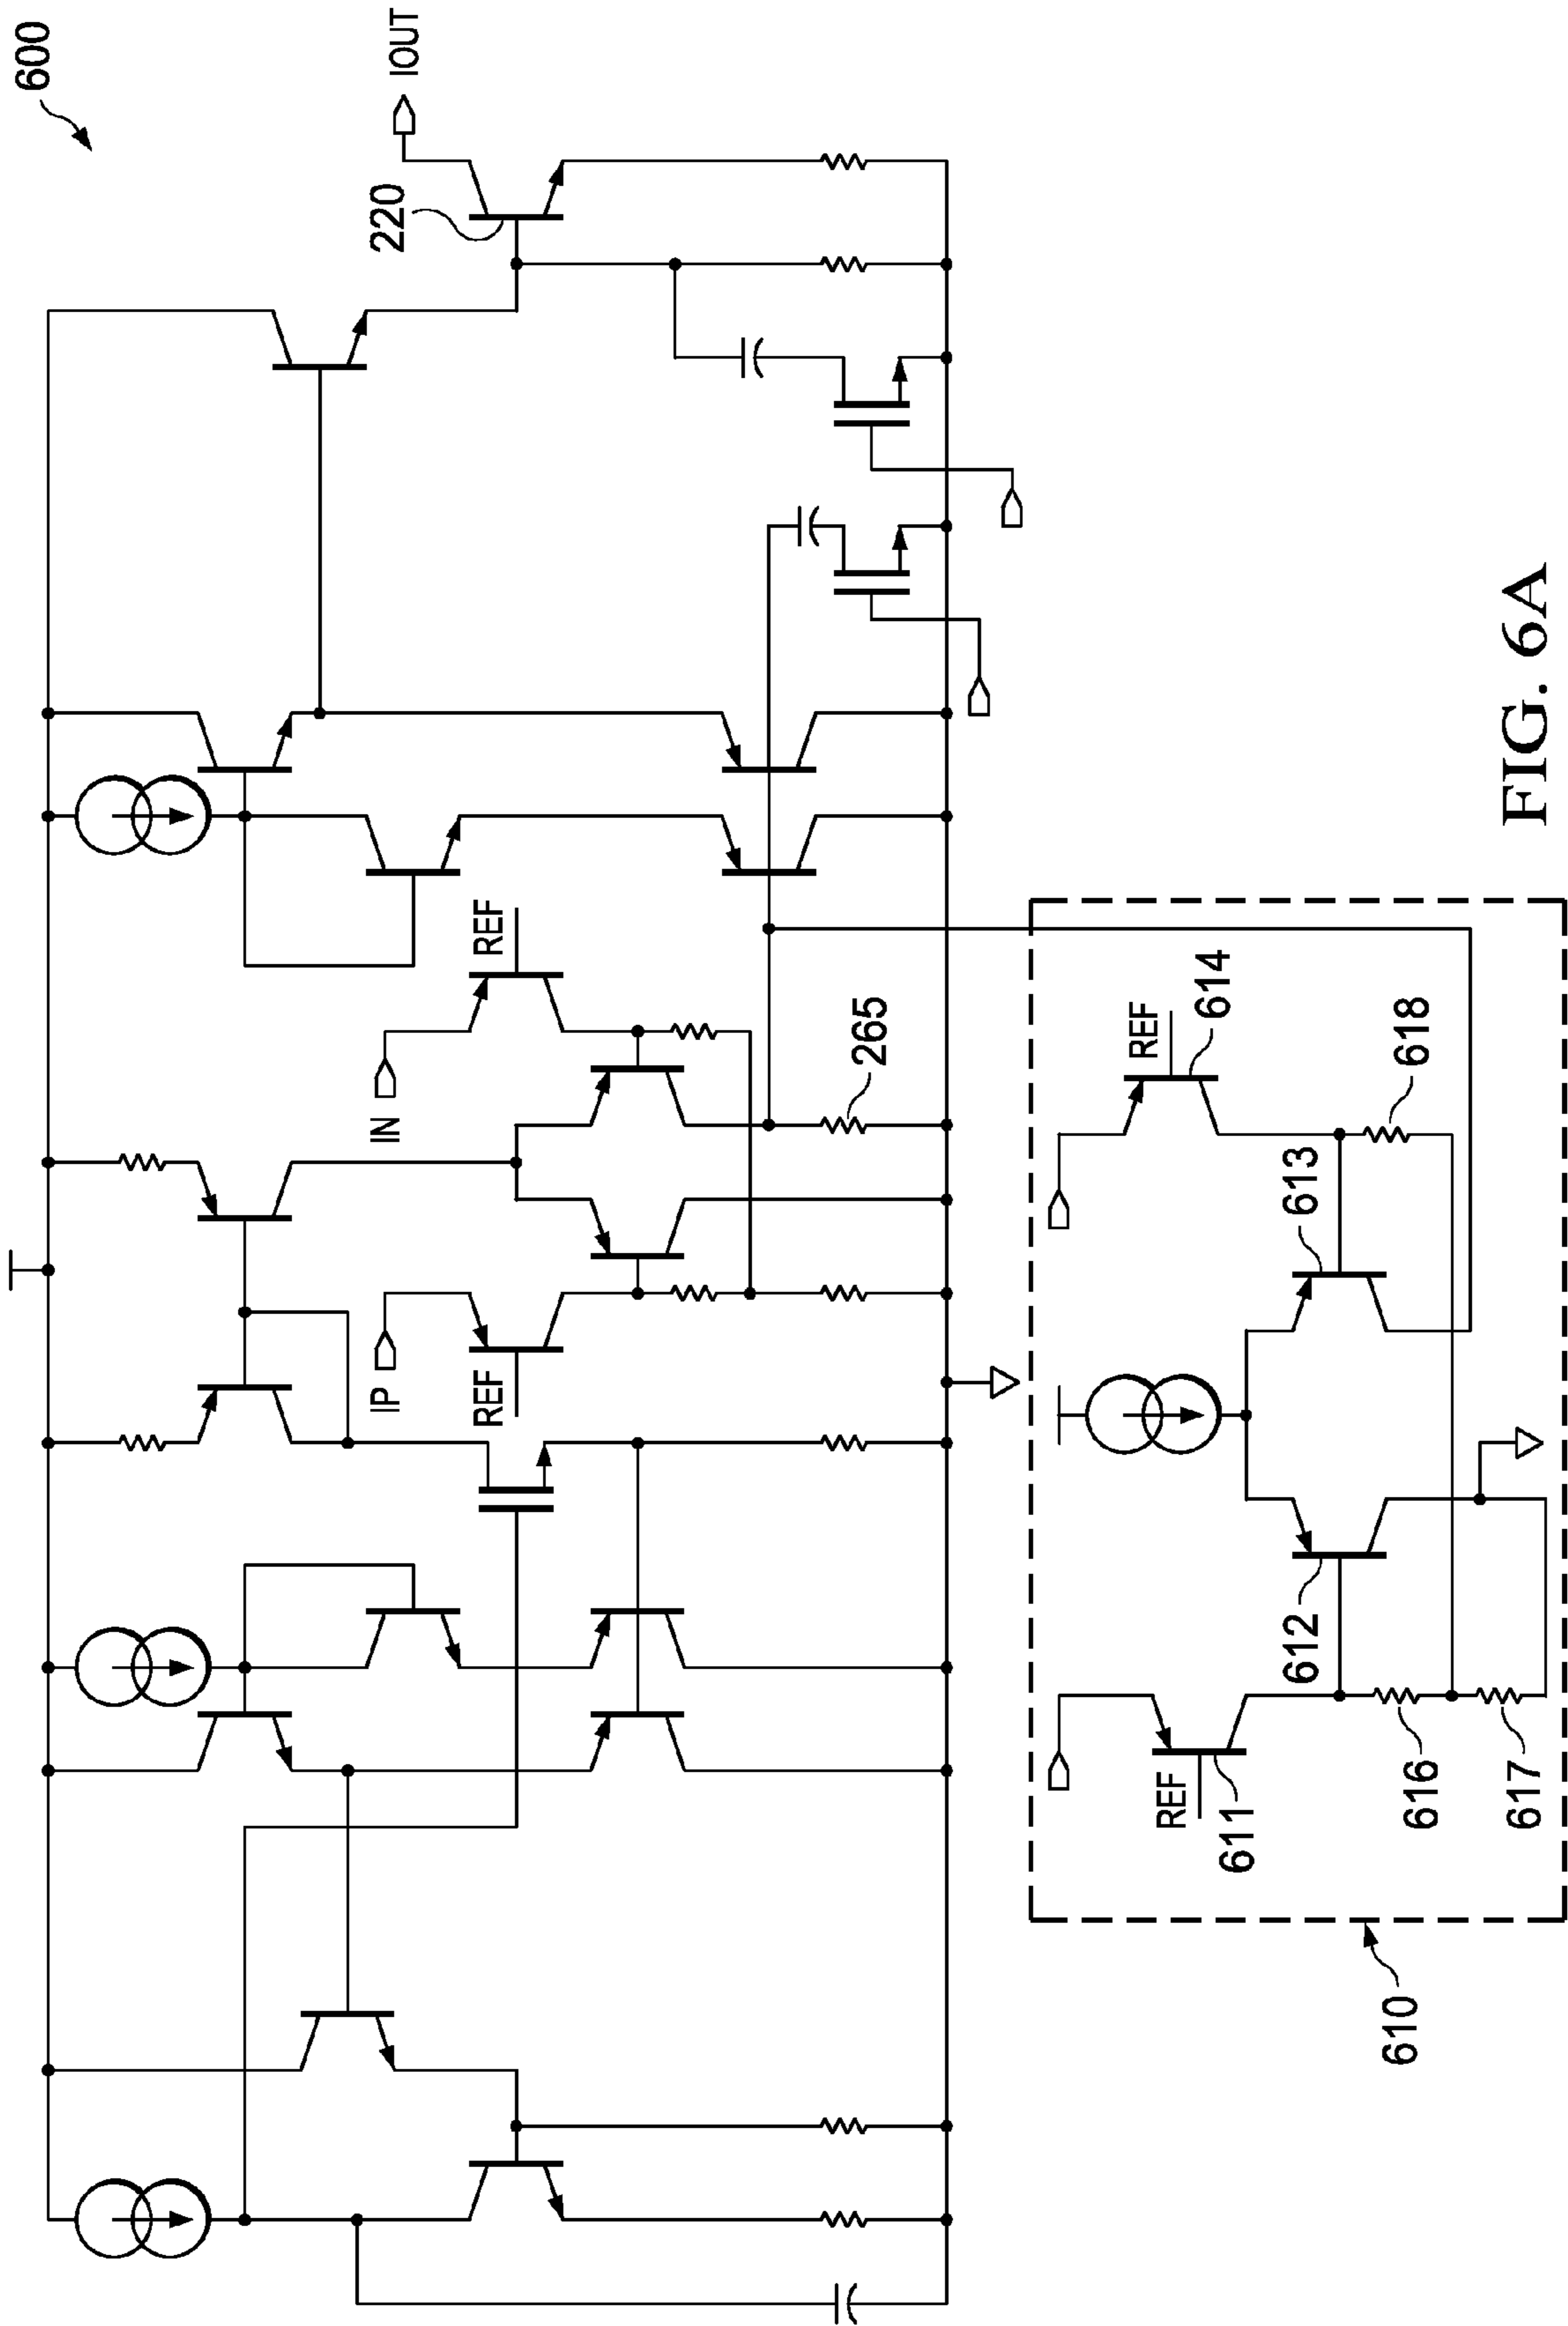 600
IOUT
220
IN
REF
IP
REF
265
610
REF
611
612
613
REF
614
616
617
618
FIG. 6A